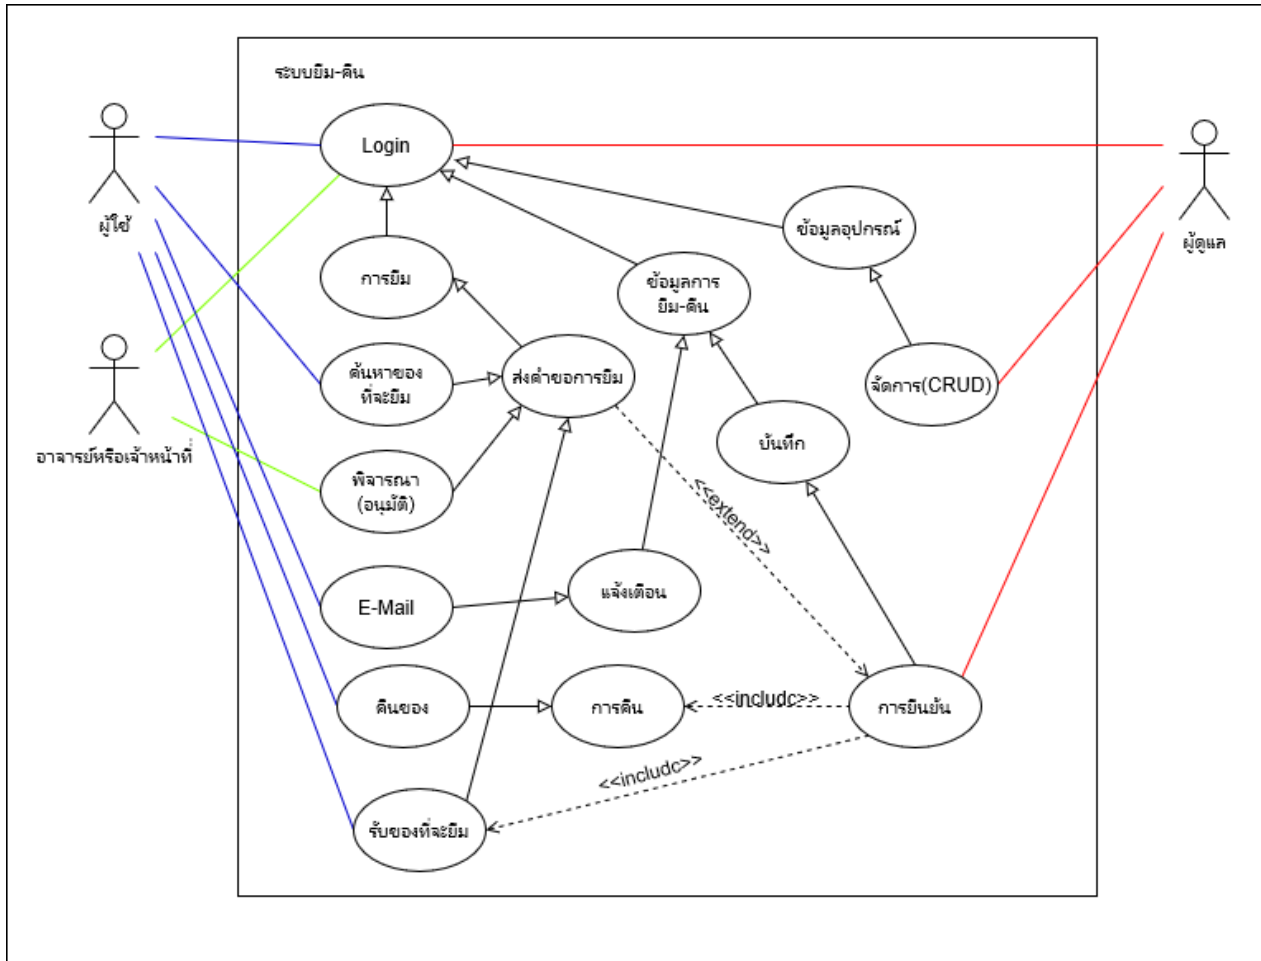 ระบบยืม-คืน
Login
ผู้ใช้
ข้อมูลอุปกรณ์
ผู้ดูแล
การยืม
ข้อมูลการ
ยืม-คืน
ค้นหาของ
ที่จะยืม
ส่งคำขอการยืม
จัดการ(CRUD)
อาจารย์หรือเจ้าหน้าที่
บันทึก
พิจารณา
(อนุมัติ)
<<extend>>
E-Mail
แจ้งเตือน
คืนของ
การคืน
<<includc>>
การยืนยัน
<<includc>>
รับของที่จะยืม